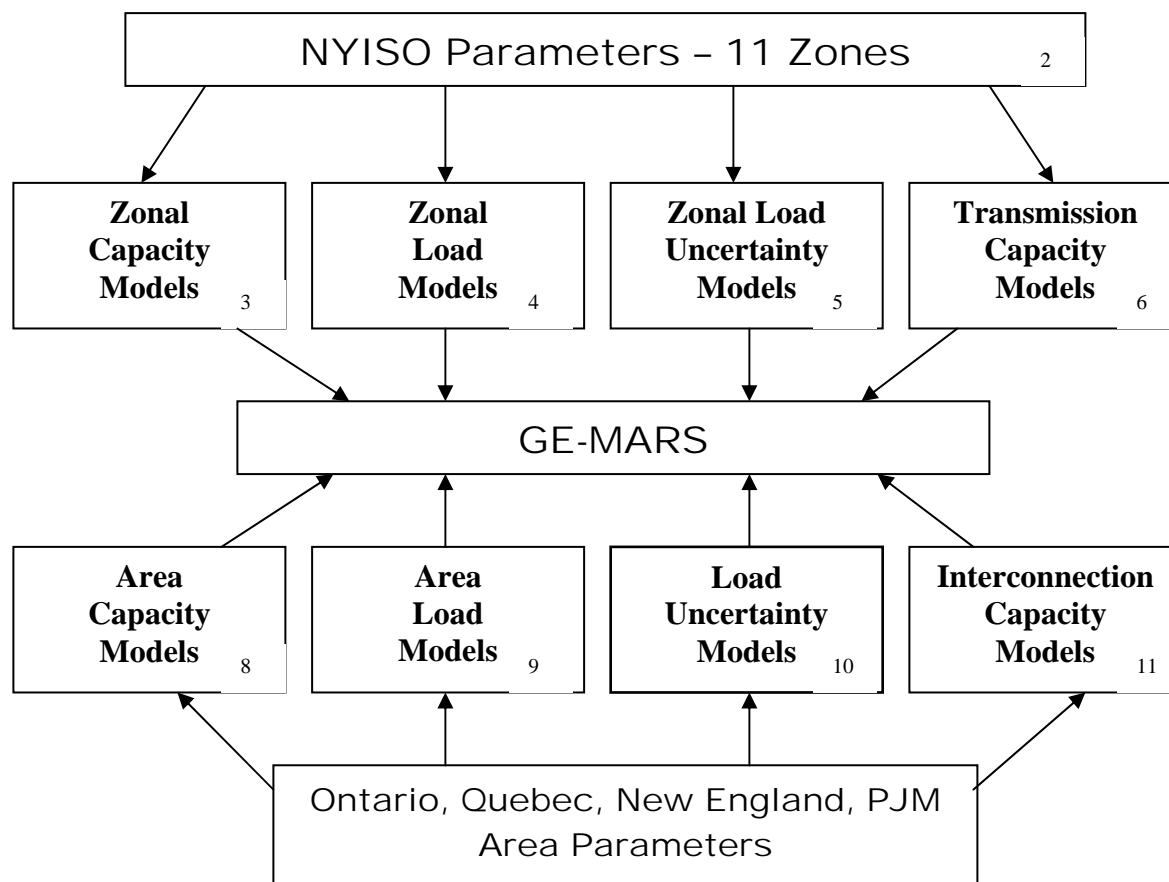 NYISO Parameters – 11 Zones
2
Zonal
Capacity
Models
3
Zonal
Load
Models
4
Zonal Load
Uncertainty
Models
5
Transmission
Capacity
Models
6
GE-MARS
Area
Capacity
Models
8
Area
Load
Models
9
Load
Uncertainty
Models
10
Interconnection
Capacity
Models
11
Ontario, Quebec, New England, PJM
Area Parameters